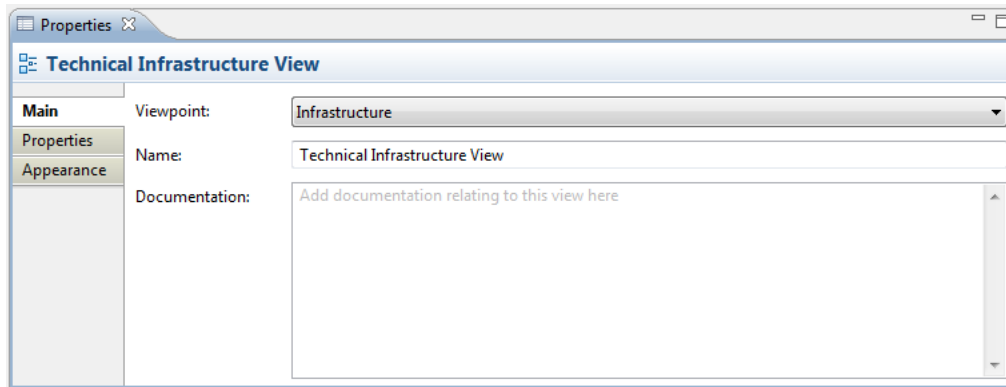 Properties
Technical Infrastructure View
Main
Viewpoint:
Infrastructure
Properties
Name:
Technical Infrastructure View
Appearance
Documentation:
Add documentation relating to this view here